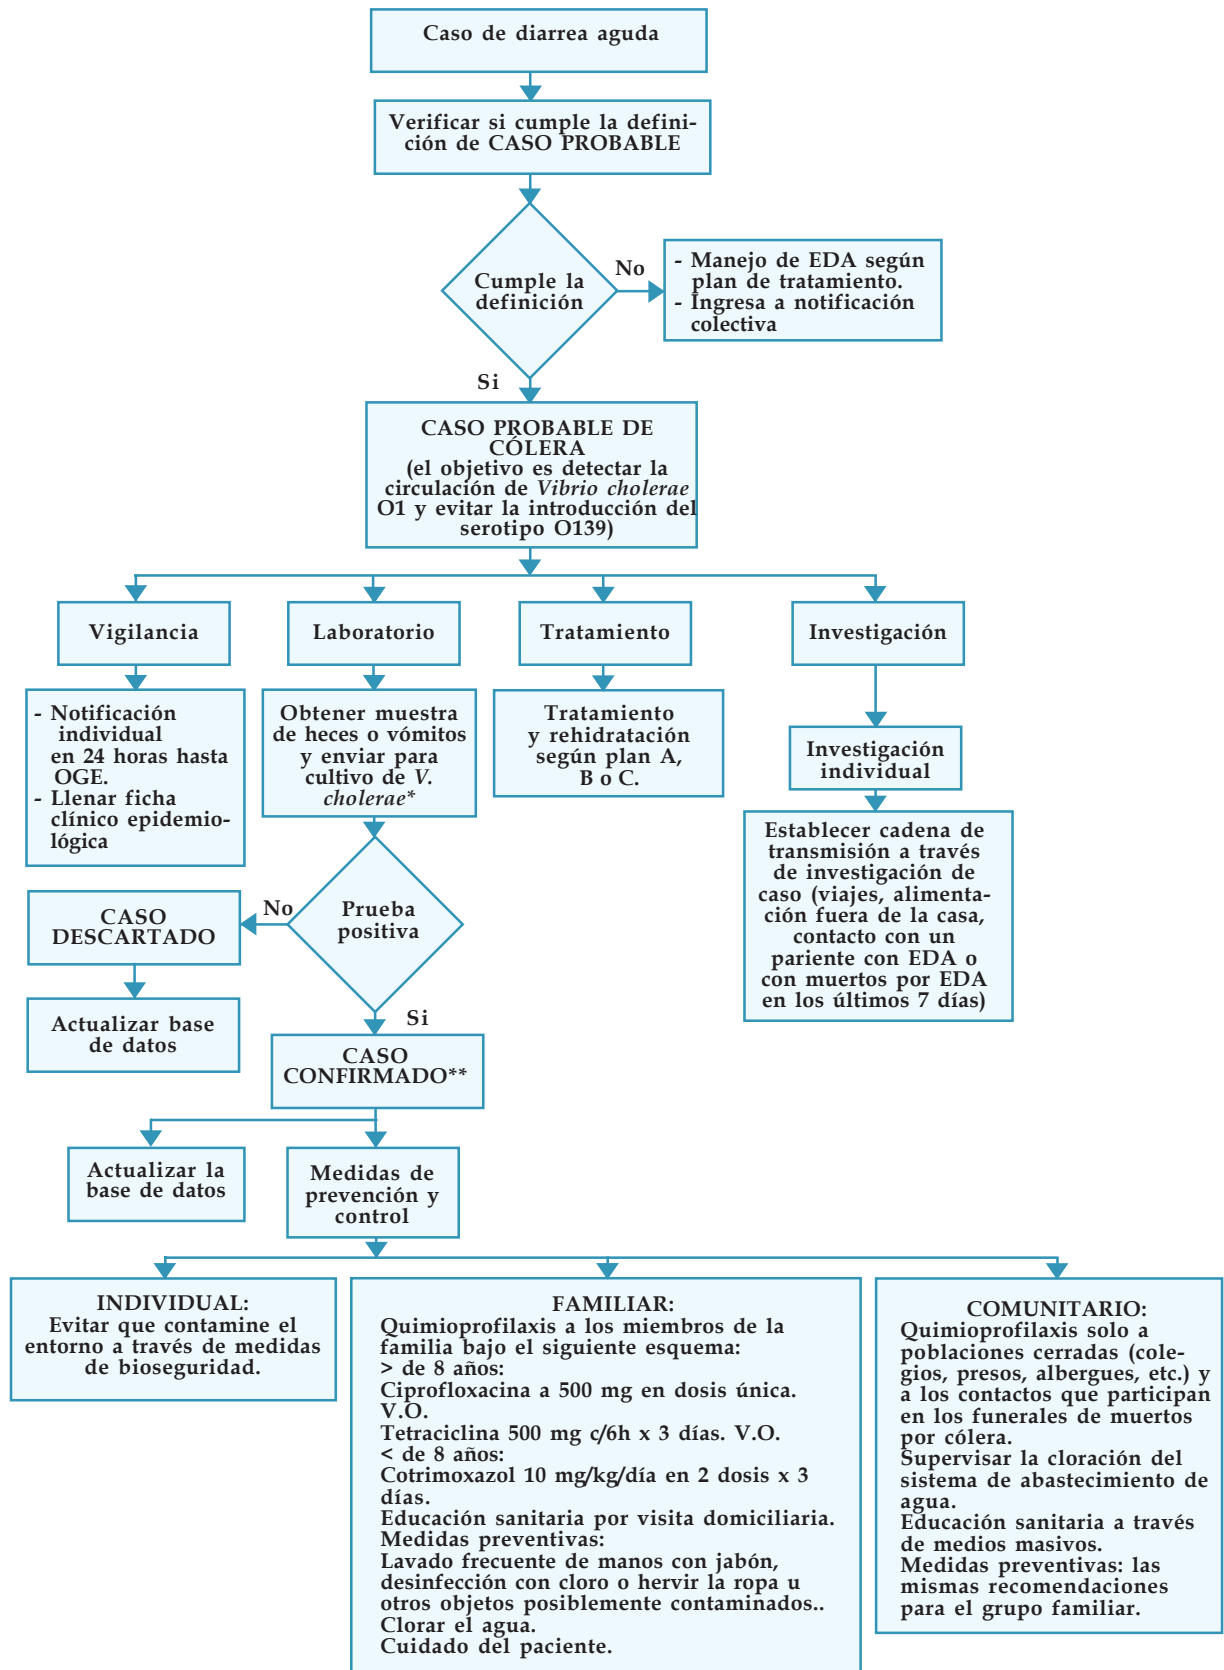 Caso de diarrea aguda
Verificar si cumple la defini-
ción de CASO PROBABLE
Cumple la
definición
No
- Manejo de EDA según
plan de tratamiento.
- Ingresa a notificación
colectiva
Si
CASO PROBABLE DE
CÓLERA
(el objetivo es detectar la
circulación de Vibrio cholerae
O1 y evitar la introducción del
serotipo O139)
Vigilancia
Laboratorio
Tratamiento
Investigación
- Notificación
individual
en 24 horas hasta
OGE.
- Llenar ficha
clínico epidemio-
lógica
Obtener muestra
de heces o vómitos
y enviar para
cultivo de V.
cholerae*
Tratamiento
y rehidratación
según plan A,
B o C.
Investigación
individual
Establecer cadena de
transmisión a través
de investigación de
caso (viajes, alimenta-
ción fuera de la casa,
contacto con un
pariente con EDA o
con muertos por EDA
en los últimos 7 días)
Prueba
positiva
No
CASO
DESCARTADO
Actualizar base
de datos
Si
CASO
CONFIRMADO**
Actualizar la
base de datos
Medidas de
prevención y
control
INDIVIDUAL:
Evitar que contamine el
entorno a través de medidas
de bioseguridad.
FAMILIAR:
Quimioprofilaxis a los miembros de la
familia bajo el siguiente esquema:
> de 8 años:
Ciprofloxacina a 500 mg en dosis única.
V.O.
Tetraciclina 500 mg c/6h x 3 días. V.O.
< de 8 años:
Cotrimoxazol 10 mg/kg/día en 2 dosis x 3
días.
Educación sanitaria por visita domiciliaria.
Medidas preventivas:
Lavado frecuente de manos con jabón,
desinfección con cloro o hervir la ropa u
otros objetos posiblemente contaminados..
Clorar el agua.
Cuidado del paciente.
COMUNITARIO:
Quimioprofilaxis solo a
poblaciones cerradas (cole-
gios, presos, albergues, etc.) y
a los contactos que participan
en los funerales de muertos
por cólera.
Supervisar la cloración del
sistema de abastecimiento de
agua.
Educación sanitaria a través
de medios masivos.
Medidas preventivas: las
mismas recomendaciones
para el grupo familiar.